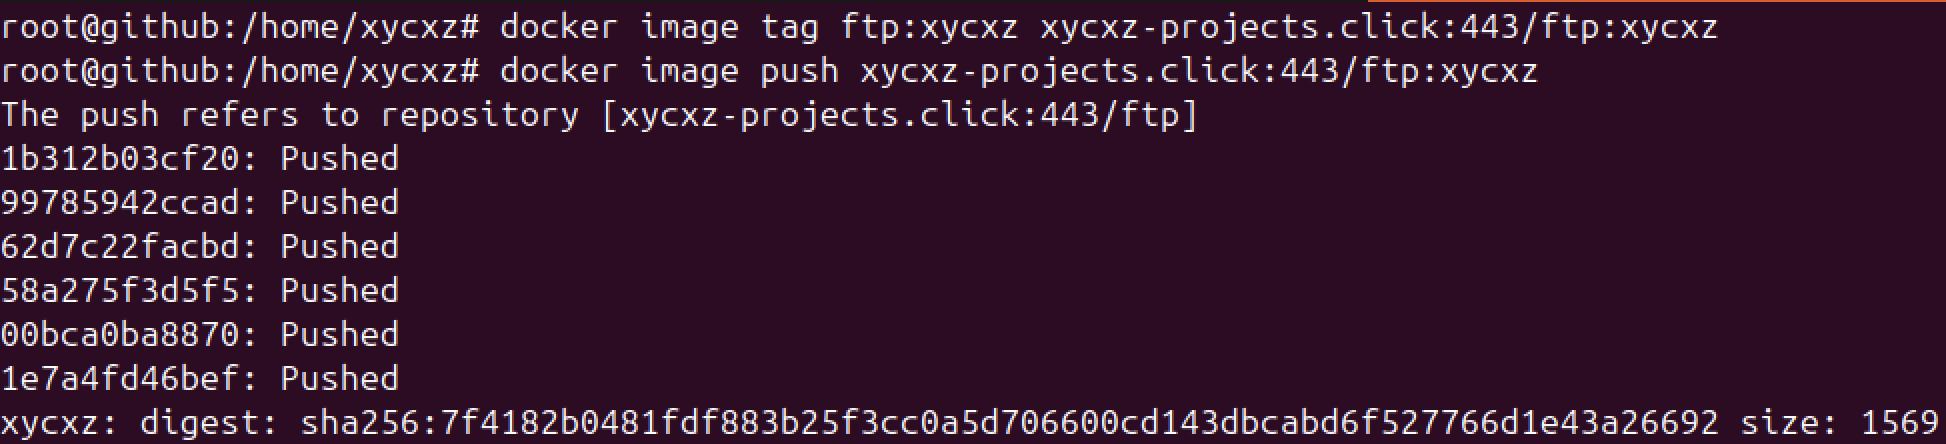 root@github:/home/xycxz# docker image tag ftp:xycxz xycxz-projects.click:443/ftp:xycxz
root@github:/home/xycxz# docker image push xycxz-projects.click:443/ftp:xycxz
The push refers to repository [xycxz-projects.click:443/ftp]
1b312b03cf20: Pushed
99785942ccad: Pushed
62d7c22facbd: Pushed
58a275f3d5f5: Pushed
00bca0ba8870: Pushed
1e7a4fd46bef: Pushed
xycxz: digest: sha256:7f4182b0481fdf883b25f3cc0a5d706600cd143dbcabd6f527766d1e43a26692 size: 1569